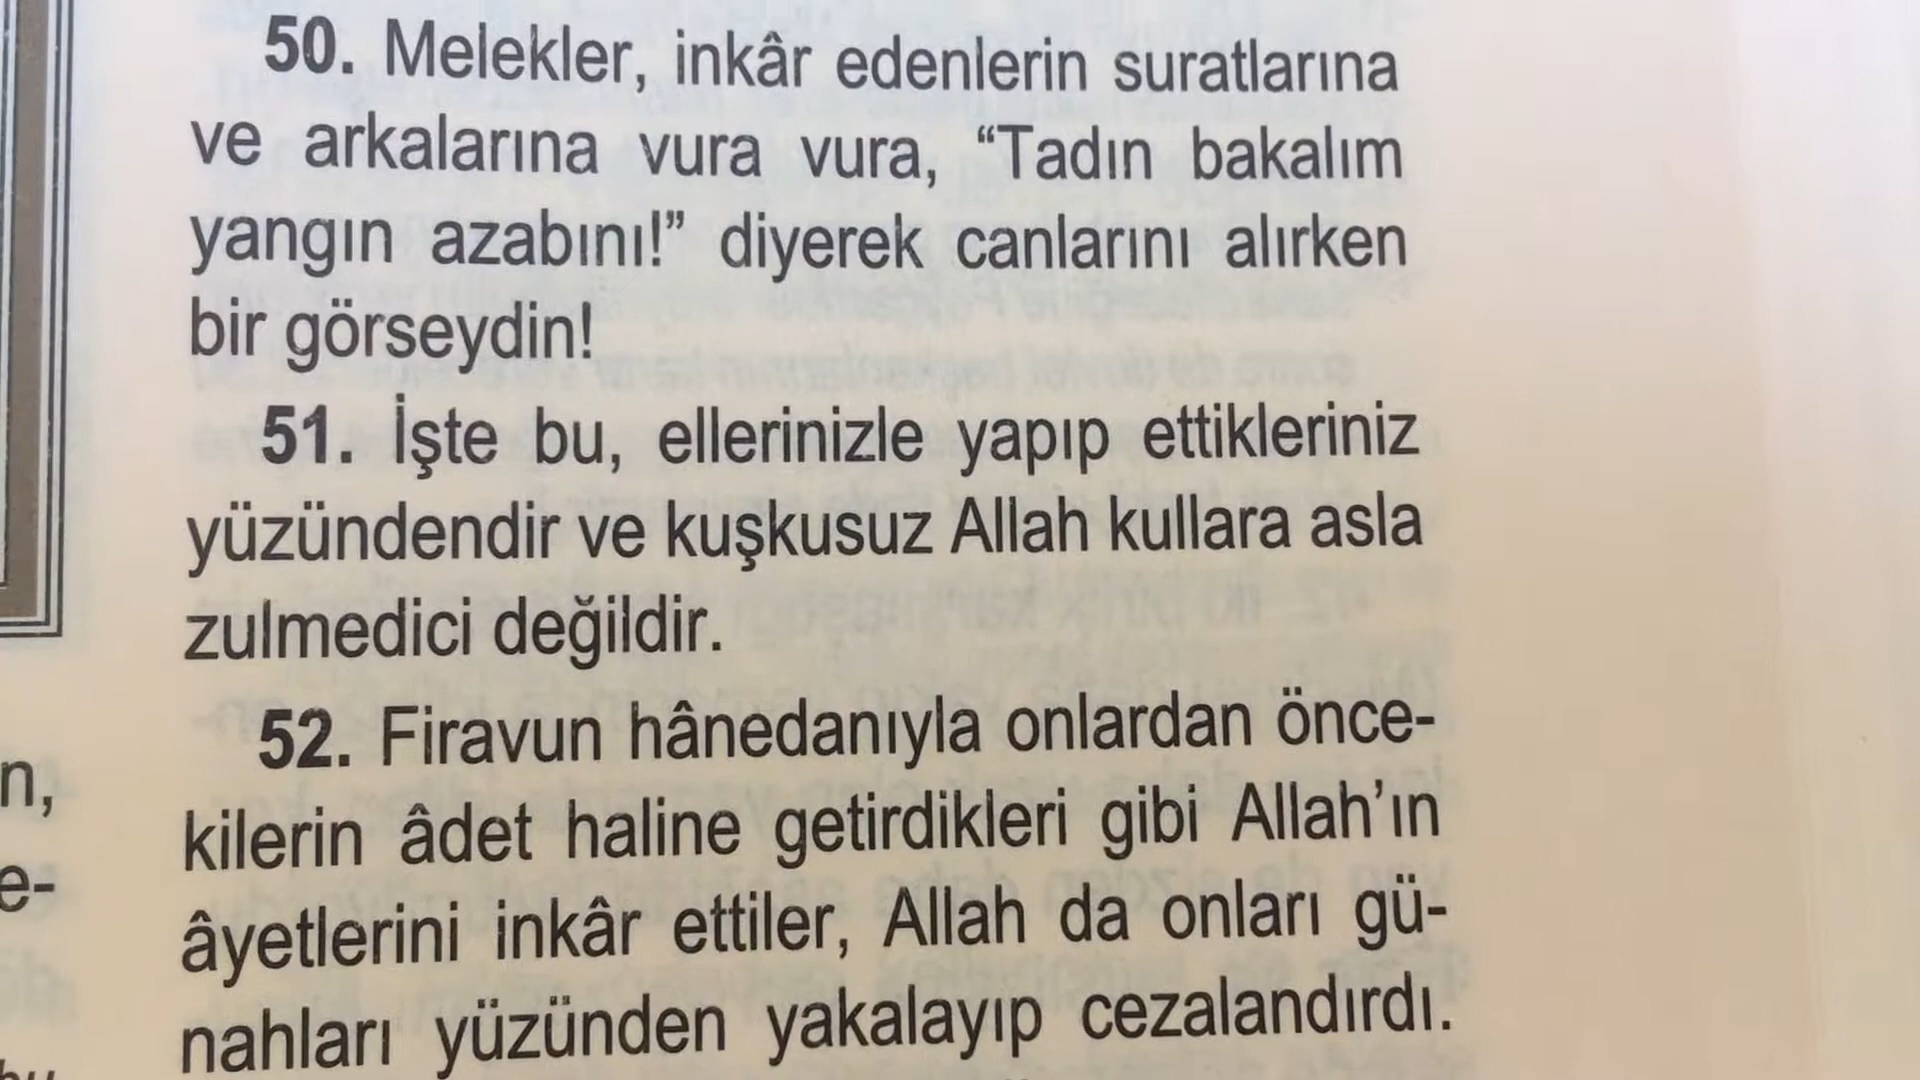 50. Melekler, inkâr edenlerin suratlarına
ve arkalarına vura vura, “Tadın bakalım
yangın azabını!” diyerek canlarını alırken
bir görseydin!
51. İşte bu, ellerinizle yapıp ettikleriniz
yüzündendir ve kuşkusuz Allah kullara asla
zulmedici değildir.
52. Firavun hânedanıyla onlardan önce-
kilerin âdet haline getirdikleri gibi Allah’ın
âyetlerini inkâr ettiler, Allah da onları gü-
nahları yüzünden yakalayıp cezalandırdı.
n,
e-